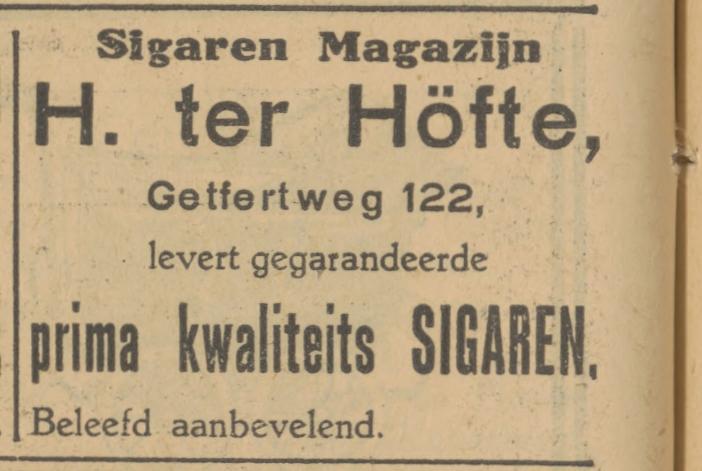 Sigaren Magazijn
H. ter Höfte,
Getfertweg 122,
levert gegarandeerde
prima kwaliteits SIGAREN,
Beleefd aanbevelend.